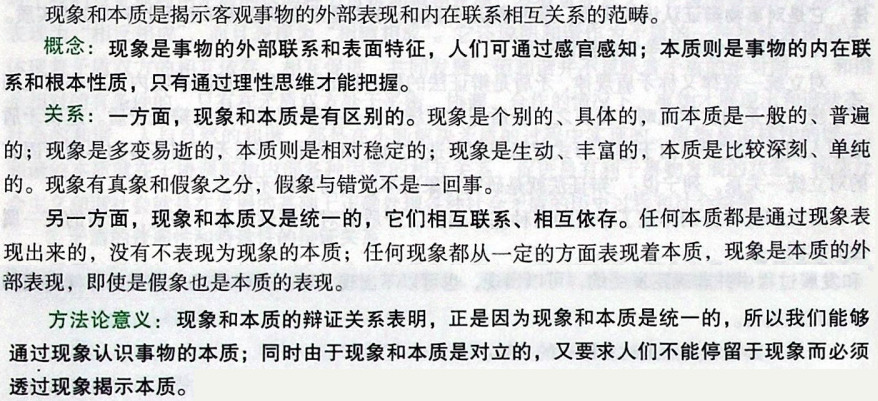 现象和本质是揭示客观事物的外部表现和内在联系相互关系的范畴。
概念：现象是事物的外部联系和表面特征，人们可通过感官感知；本质则是事物的内在联
系和根本性质，只有通过理性思维才能把握。
关系：一方面，现象和本质是有区别的。现象是个别的、具体的，而本质是一般的、普遍
的；现象是多变易逝的，本质则是相对稳定的；现象是生动、丰富的，本质是比较深刻、单纯
的。现象有真象和假象之分，假象与错觉不是一回事。
另一方面，现象和本质又是统一的，它们相互联系、相互依存。任何本质都是通过现象表
现出来的，没有不表现为现象的本质；任何现象都从一定的方面表现着本质，现象是本质的外
部表现，即使是假象也是本质的表现。
方法论意义：现象和本质的辩证关系表明，正是因为现象和本质是统一的，所以我们能够
通过现象认识事物的本质；同时由于现象和本质是对立的，又要求人们不能停留于现象而必须
透过现象揭示本质。